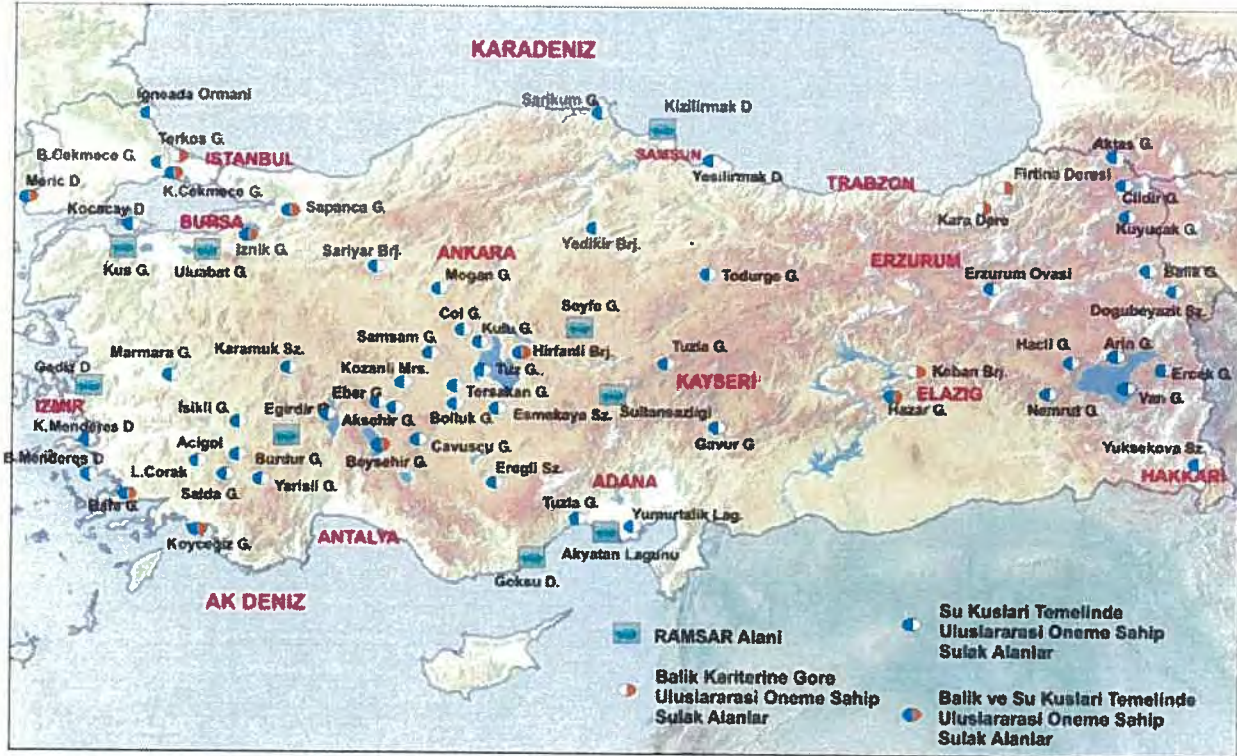 KARADENIZ
Igneada Ormani
Sarikum G.
Kizilirmak D
Terkos G.
B.Cekmece G.
ISTANBUL
SAMSUN
Aktas G.
Meric D
K.Cekmece G.
Yesilirmak D
TRABZON
Firtina Deresi
Kocacay D
BURSA
Sapanca G.
Kara Dere
Cildir G.
Kuyucak G.
Kus G.
Uluabat G.
Iznik G.
Sariyar Brj.
ANKARA
Yedikir Brj.
Mogan G.
Todurge G.
ERZURUM
Erzurum Ovasi
Balik G.
Dogubeyazit Sz.
Seyfe G.
Col G.
Kulu G.
Samsam G.
Hirfanli Brj.
Marmara G.
Karamuk Sz.
Kozanli Mrs.
Tuz G.
Tuzla G.
Hacli G.
Arin G.
Gediz D
KAYSERİ
Keban Brj.
ELAZIG
Ercek G.
IZMIR
Isikli G.
Egirdir G.
Eber G.
Tersakan G.
Aksehir G.
Bolluk G.
Esmekaya Sz.
Sultansazligi
Hazar G.
Nemrut G.
Van G.
K.Menderes D
Acigol
Burdur G.
Cavuscu G.
Gavur G
B.Menderes D
L.Corak
Beysehir G.
Eregli Sz.
Yuksekova Sz.
HAKKARI
Bafa G.
Salda G.
Yarisli G.
ADANA
Tuzla G.
Yumurtalik Lag.
Koycegiz G.
ANTALYA
Akyatan Lagunu
Goksu D.
AK DENIZ
RAMSAR Alani
Balik Kariterine Gore
Uluslararasi Oneme Sahip
Sulak Alanlar
Su Kuslari Temelinde
Uluslararasi Oneme Sahip
Sulak Alanlar
Balik ve Su Kuslari Temelinde
Uluslararasi Oneme Sahip
Sulak Alanlar